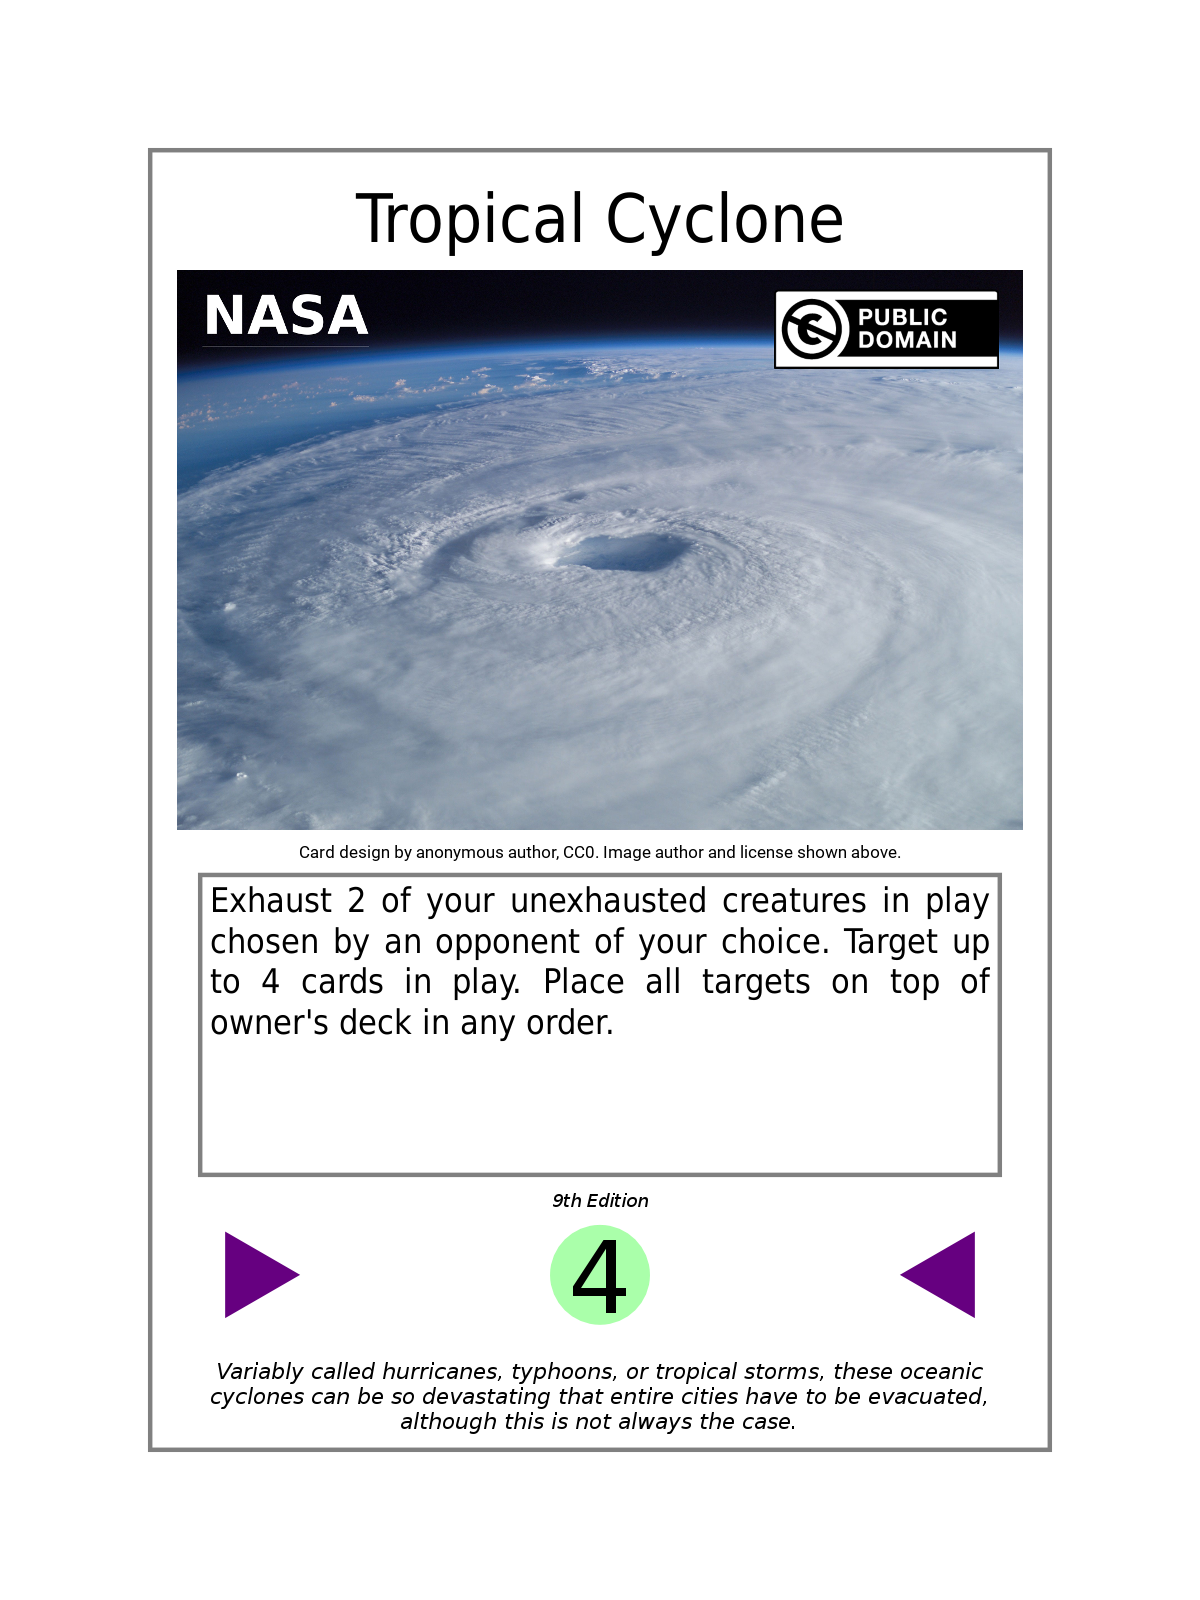 Tropical Cyclone
NASA
PUBLIC
DOMAIN
Card design by anonymous author, CC0. Image author and license shown above.
Exhaust 2 of your unexhausted creatures in play
chosen by an opponent of your choice. Target up
to 4 cards in play. Place all targets on top of
owner's deck in any order.
9th Edition
4
Variably called hurricanes, typhoons, or tropical storms, these oceanic
cyclones can be so devastating that entire cities have to be evacuated,
although this is not always the case.